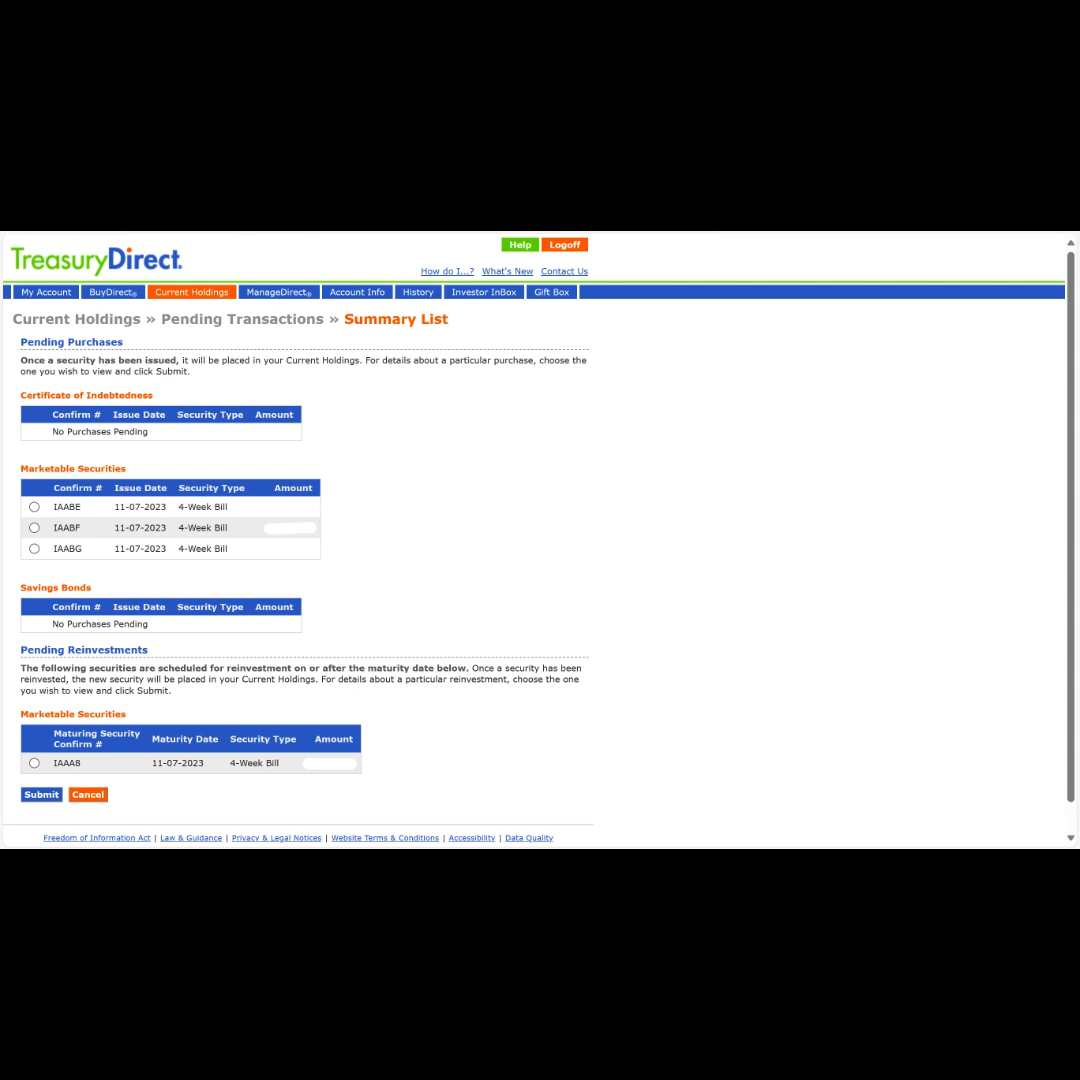 Help Logoff
TreasuryDirect.
How do I...? What's New Contact Us
My Account BuyDirect® Current Holdings ManageDirect® Account Info History Investor InBox Gift Box
Current Holdings » Pending Transactions » Summary List
Pending Purchases
Once a security has been issued, it will be placed in your Current Holdings. For details about a particular purchase, choose the
one you wish to view and click Submit.
Certificate of Indebtedness
Confirm # Issue Date Security Type Amount
No Purchases Pending
Marketable Securities
Confirm # Issue Date Security Type Amount
IAABE 11-07-2023 4-Week Bill
IAABF 11-07-2023 4-Week Bill
IAABG 11-07-2023 4-Week Bill
Savings Bonds
Confirm # Issue Date Security Type Amount
No Purchases Pending
Pending Reinvestments
The following securities are scheduled for reinvestment on or after the maturity date below. Once a security has been
reinvested, the new security will be placed in your Current Holdings. For details about a particular reinvestment, choose the one
you wish to view and click Submit.
Marketable Securities
Maturing Security
Confirm # Maturity Date Security Type Amount
IAAA8 11-07-2023 4-Week Bill
Submit Cancel
Freedom of Information Act | Law & Guidance | Privacy & Legal Notices | Website Terms & Conditions | Accessibility | Data Quality